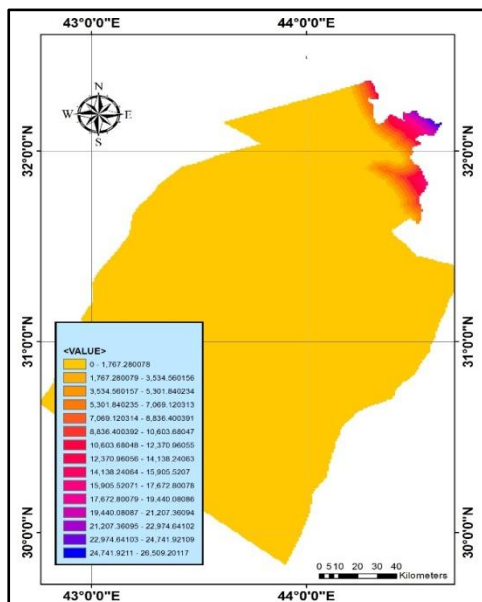 43°0'0"E 44°0'0"E
N
W E
S
32°0'0"N 32°0'0"N
31°0'0"N 31°0'0"N
<VALUE>
0 - 1,767.280078
1,767.280079 - 3,534.560156
3,534.560157 - 5,301.840234
5,301.840235 - 7,069.120313
7,069.120314 - 8,836.400391
8,836.400392 - 10,603.68047
10,603.68048 - 12,370.96055
12,370.96056 - 14,138.24063
14,138.24064 - 15,905.5207
15,905.52071 - 17,672.80078
17,672.80079 - 19,440.08086
19,440.08087 - 21,207.36094
21,207.36095 - 22,974.64102
22,974.64103 - 24,741.92109
24,741.9211 - 26,509.20117
30°0'0"N 30°0'0"N
0 5 10 20 30 40
Kilometers
43°0'0"E 44°0'0"E